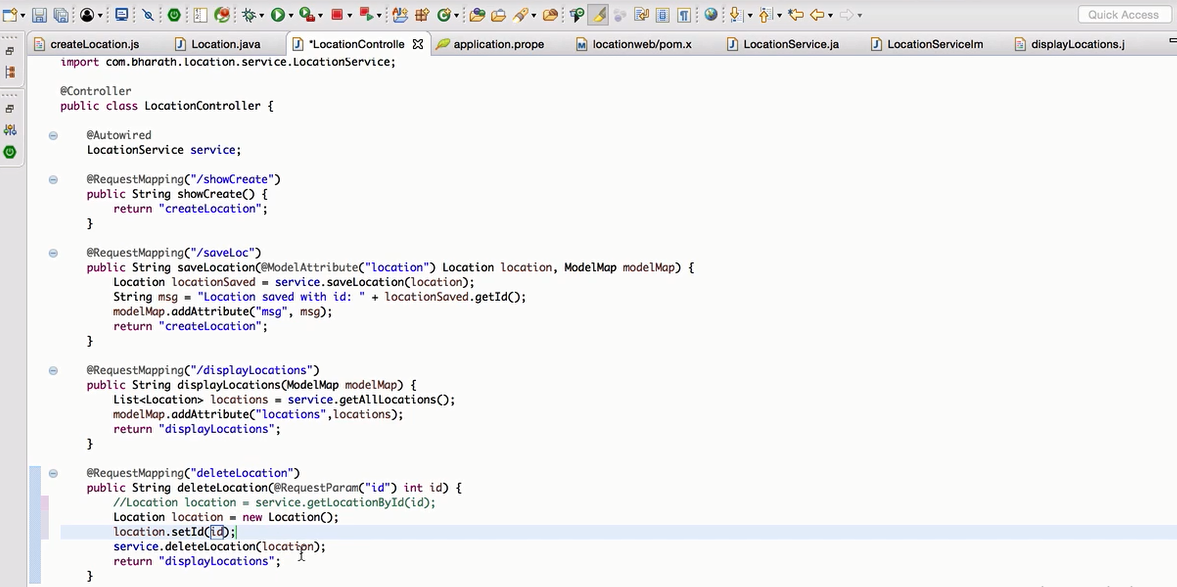 Quick Access
createLocation.js
Location.java
*LocationControlle
application.prope
locationweb/pom.x
LocationService.ja
LocationServiceIm
displayLocations.j
import com.bharath.location.service.LocationService;
@Controller
public class LocationController {
@Autowired
LocationService service;
@RequestMapping("/showCreate")
public String showCreate() {
return "createLocation";
}
@RequestMapping("/saveLoc")
public String saveLocation(@ModelAttribute("location") Location location, ModelMap modelMap) {
Location locationSaved = service.saveLocation(location);
String msg = "Location saved with id: " + locationSaved.getId();
modelMap.addAttribute("msg", msg);
return "createLocation";
}
@RequestMapping("/displayLocations")
public String displayLocations(ModelMap modelMap) {
List<Location> locations = service.getAllLocations();
modelMap.addAttribute("locations",locations);
return "displayLocations";
}
@RequestMapping("deleteLocation")
public String deleteLocation(@RequestParam("id") int id) {
//Location location = service.getLocationById(id);
Location location = new Location();
location.setId(id);
service.deleteLocation(location);
return "displayLocations";
}